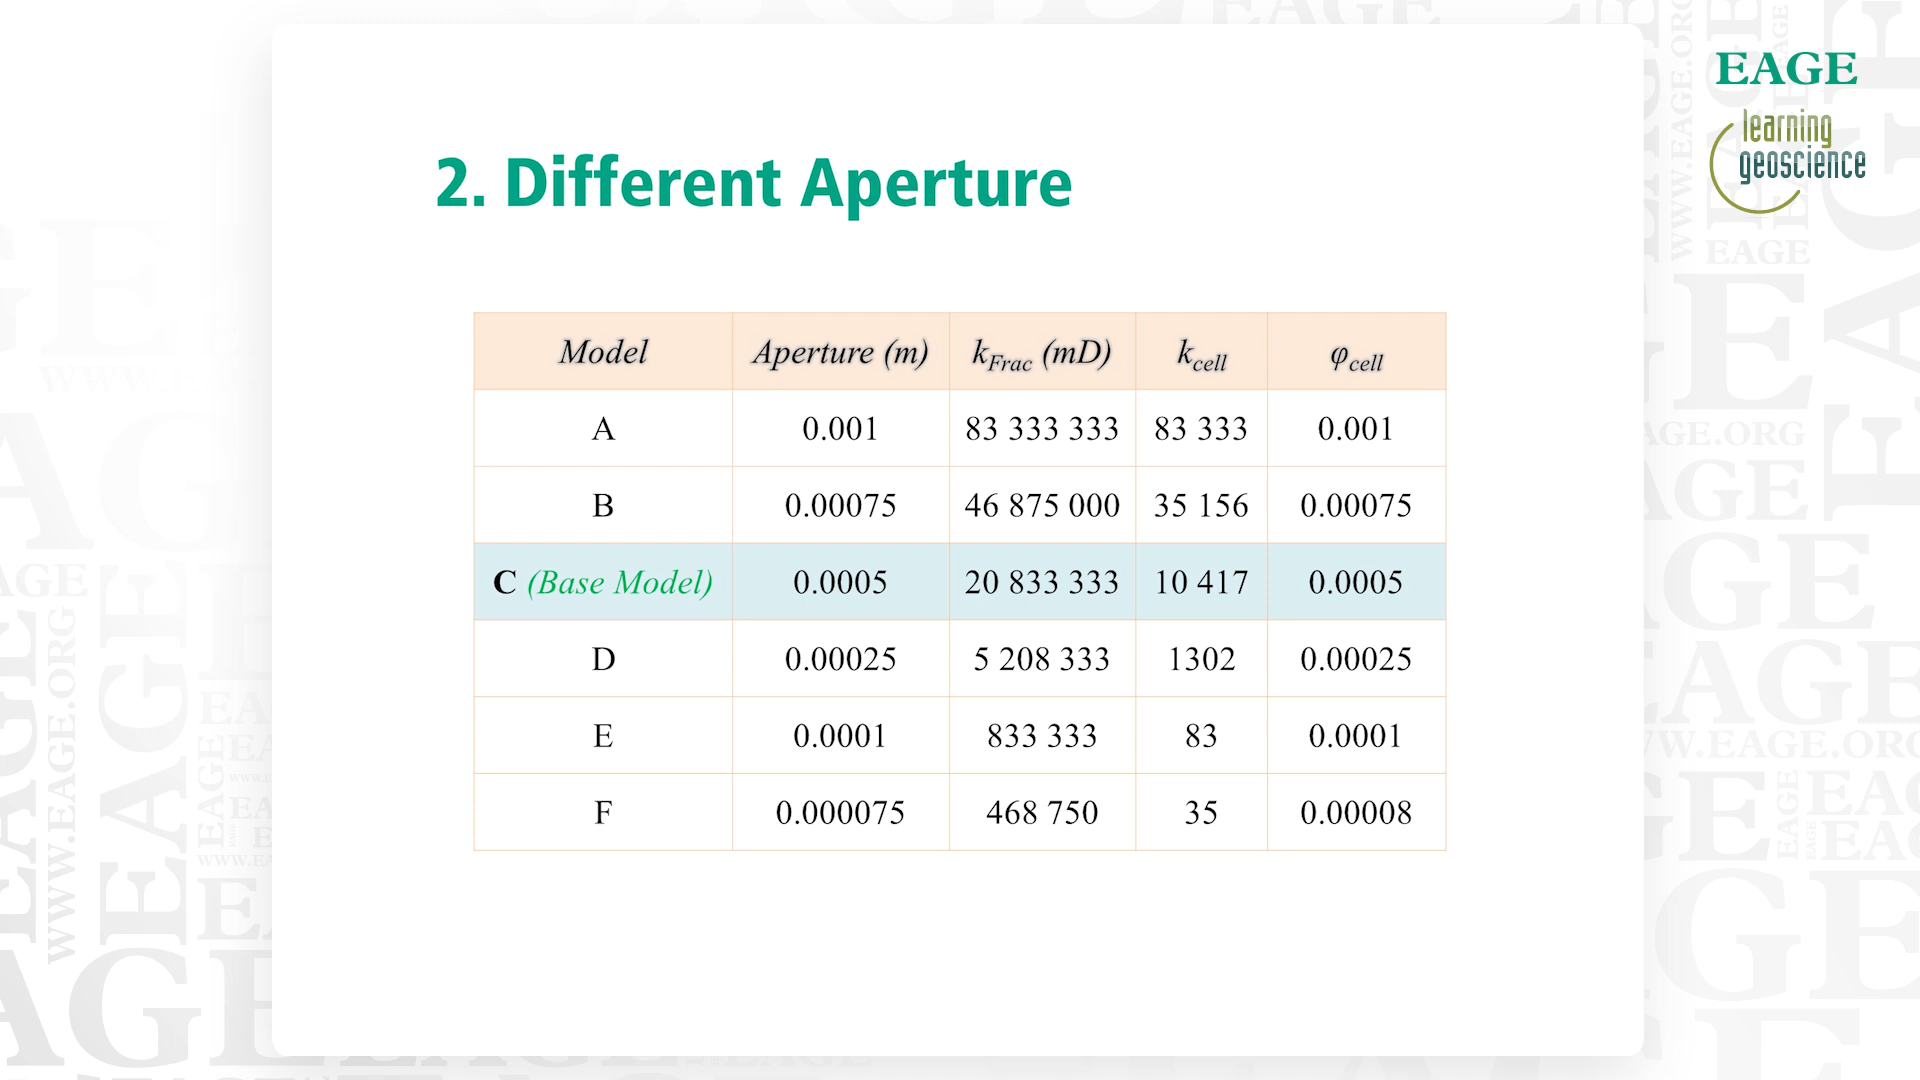 EAGE
learning
geoscience
2. Different Aperture
Model Aperture (m) kFrac (mD) kcell φcell
A 0.001 83 333 333 83 333 0.001
B 0.00075 46 875 000 35 156 0.00075
C (Base Model) 0.0005 20 833 333 10 417 0.0005
D 0.00025 5 208 333 1302 0.00025
E 0.0001 833 333 83 0.0001
F 0.000075 468 750 35 0.00008